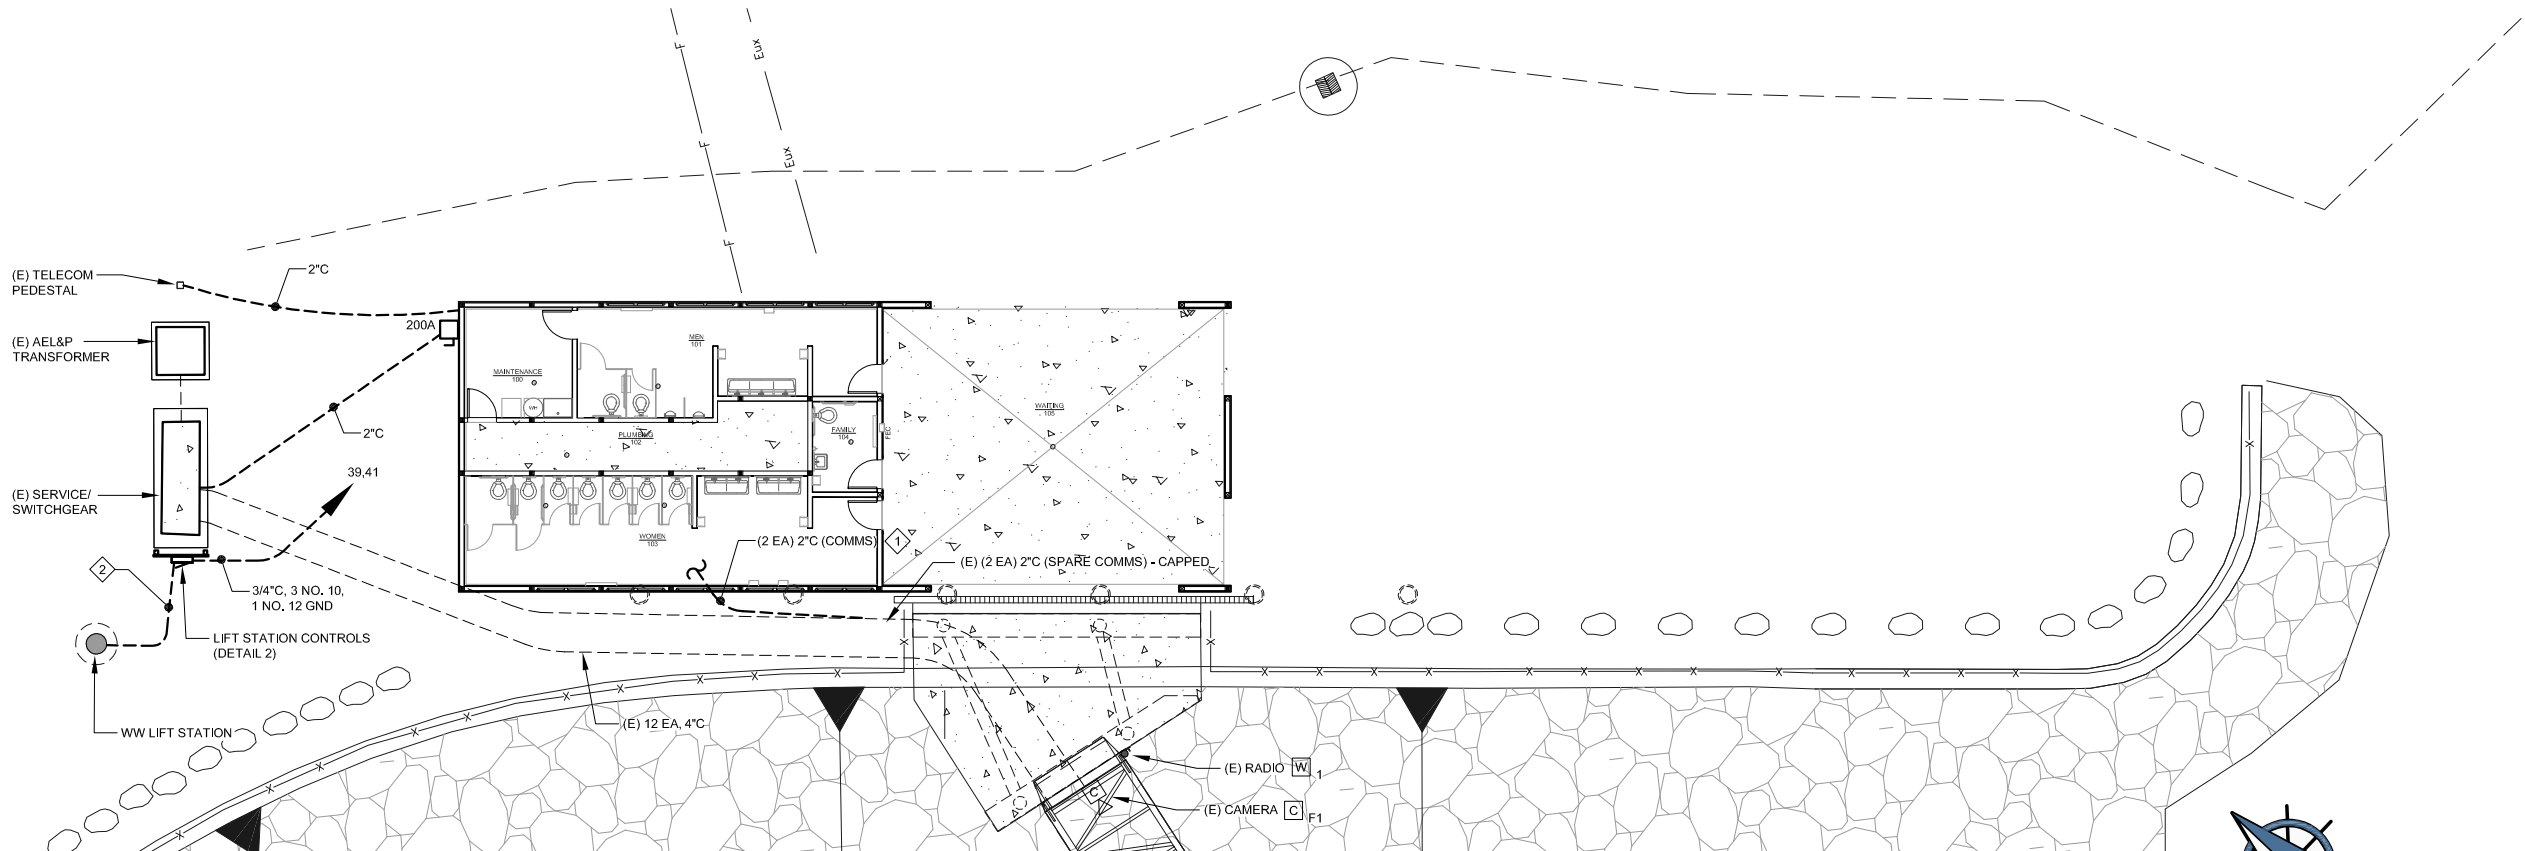 F
Eux
F
Eux
F
(E) TELECOM
PEDESTAL
2"C
(E) AEL&P
TRANSFORMER
200A
MEN
101
MAINTENANCE
100
WH
2"C
WAITING
105
PLUMBING
102
FAMILY
104
FEC
39,41
(E) SERVICE/
SWITCHGEAR
WOMEN
103
(2 EA) 2"C (COMMS)
1
(E) (2 EA) 2"C (SPARE COMMS) - CAPPED
2
3/4"C, 3 NO. 10,
1 NO. 12 GND
LIFT STATION CONTROLS
(DETAIL 2)
WW LIFT STATION
(E) 12 EA, 4"C
(E) RADIO W 1
C
(E) CAMERA C F1